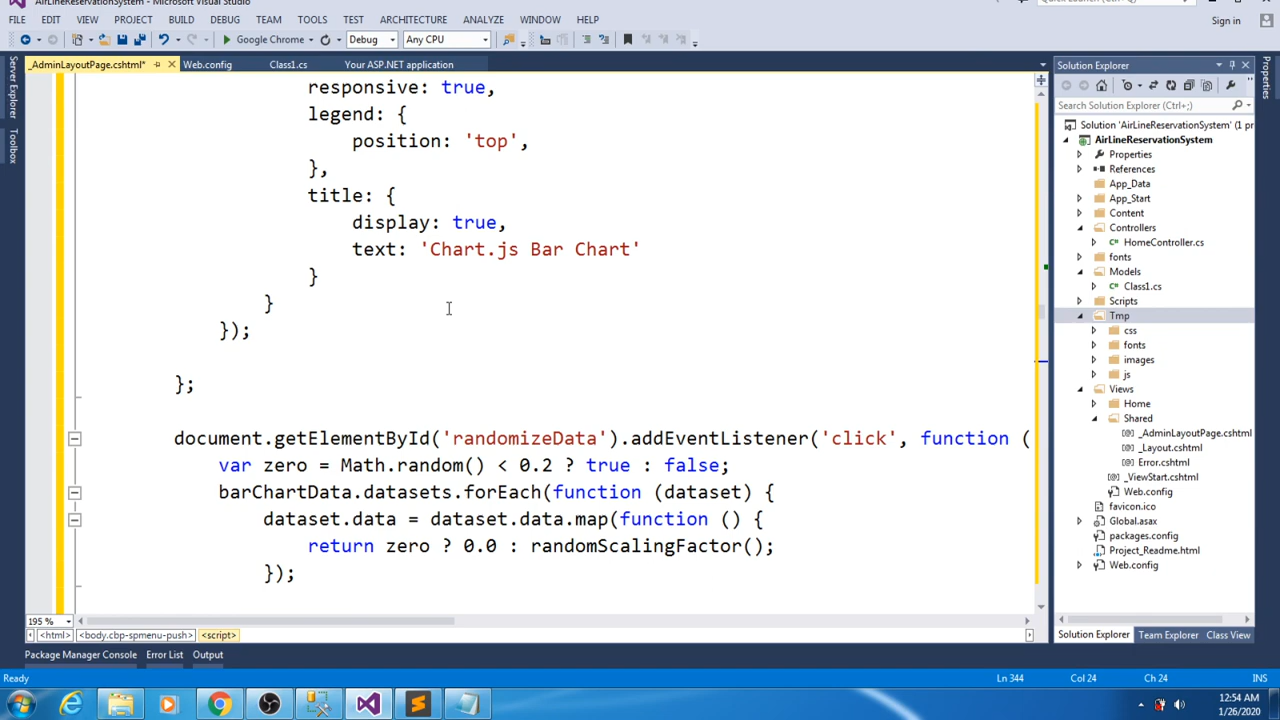 AirLineReservationSystem - Microsoft Visual Studio
Quick Launch (Ctrl+Q)
FILE EDIT VIEW PROJECT BUILD DEBUG TEAM TOOLS TEST ARCHITECTURE ANALYZE WINDOW HELP
Sign in
Google Chrome Debug Any CPU
_AdminLayoutPage.cshtml* Web.config Class1.cs Your ASP.NET application
Server Explorer
Toolbox
responsive: true,
legend: {
position: 'top',
},
title: {
display: true,
text: 'Chart.js Bar Chart'
}
}
});
};
document.getElementById('randomizeData').addEventListener('click', function (
var zero = Math.random() < 0.2 ? true : false;
barChartData.datasets.forEach(function (dataset) {
dataset.data = dataset.data.map(function () {
return zero ? 0.0 : randomScalingFactor();
});
195 %
<html> <body.cbp-spmenu-push> <script>
Solution Explorer
Search Solution Explorer (Ctrl+;)
Solution 'AirLineReservationSystem' (1 pr
AirLineReservationSystem
Properties
References
App_Data
App_Start
Content
Controllers
HomeController.cs
fonts
Models
Class1.cs
Scripts
Tmp
css
fonts
images
js
Views
Home
Shared
_AdminLayoutPage.cshtml
_Layout.cshtml
Error.cshtml
_ViewStart.cshtml
Web.config
favicon.ico
Global.asax
packages.config
Project_Readme.html
Web.config
Solution Explorer Team Explorer Class View
Properties
Package Manager Console Error List Output
Ready Ln 344 Col 24 Ch 24 INS
12:54 AM
1/26/2020